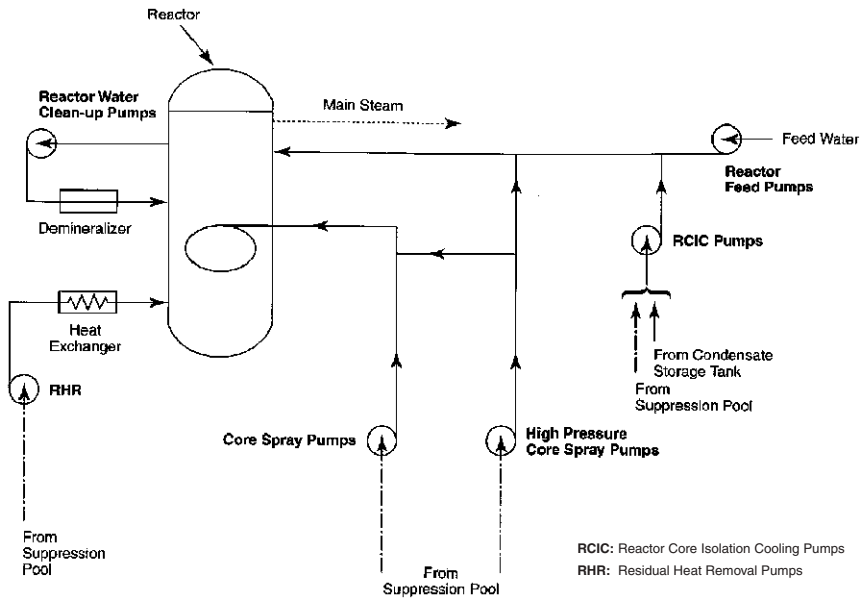 Reactor
Reactor Water
Clean-up Pumps
Main Steam
Feed Water
Reactor
Feed Pumps
Demineralizer
RCIC Pumps
Heat
Exchanger
From Condensate
Storage Tank
From
Suppression Pool
RHR
Core Spray Pumps
High Pressure
Core Spray Pumps
From
Suppression
Pool
From
Suppression Pool
RCIC: Reactor Core Isolation Cooling Pumps
RHR: Residual Heat Removal Pumps